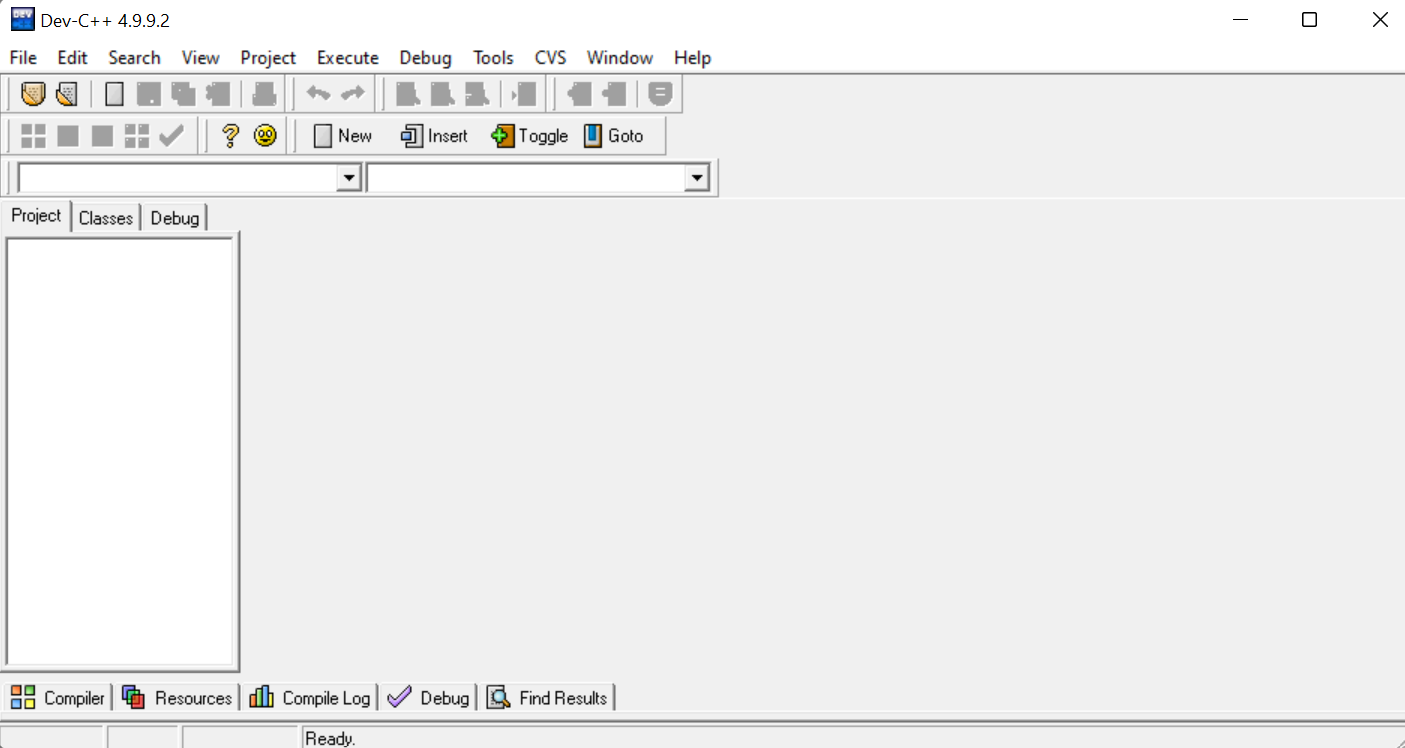 Dev-C++ 4.9.9.2
File Edit Search View Project Execute Debug Tools CVS Window Help
New Insert Toggle Goto
Project Classes Debug
Compiler Resources Compile Log Debug Find Results
Ready.